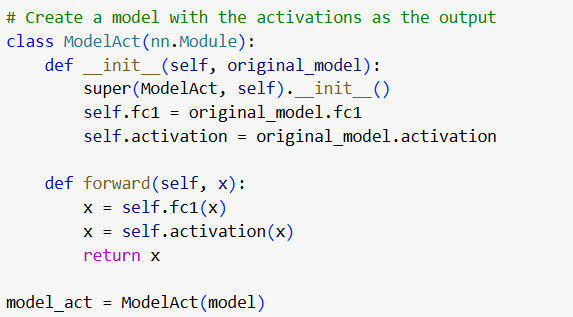 # Create a model with the activations as the output
class ModelAct(nn.Module):
    def __init__(self, original_model):
        super(ModelAct, self).__init__()
        self.fc1 = original_model.fc1
        self.activation = original_model.activation

    def forward(self, x):
        x = self.fc1(x)
        x = self.activation(x)
        return x

model_act = ModelAct(model)